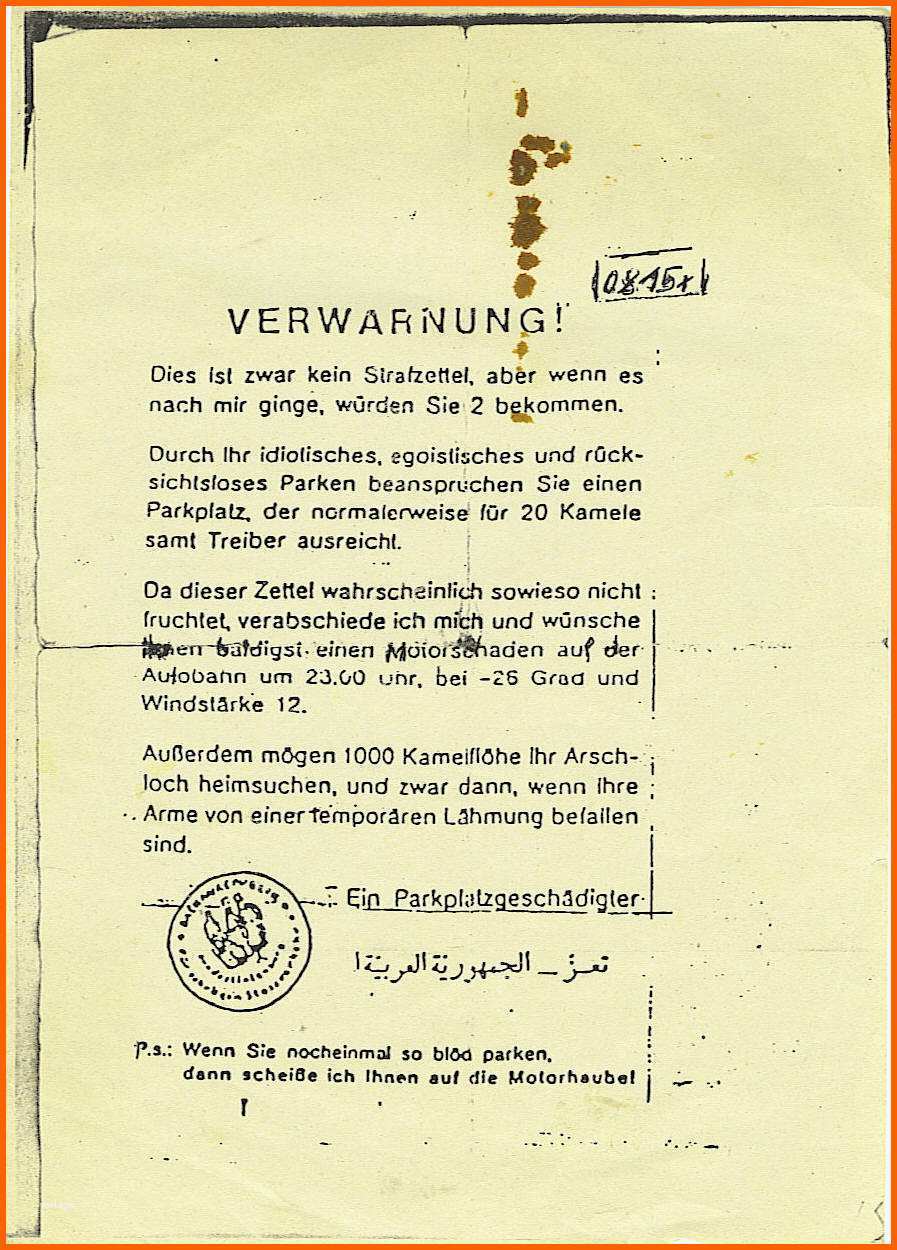 08.15
VERWARNUNG!
Dies ist zwar kein Strafzettel, aber wenn es
nach mir ginge, würden Sie 2 bekommen.
Durch Ihr idiotisches, egoistisches und rück-
sichtsloses Parken beanspruchen Sie einen
Parkplatz, der normalerweise für 20 Kamele
samt Treiber ausreicht.
Da dieser Zettel wahrscheinlich sowieso nicht
fruchtet, verabschiede ich mich und wünsche
Ihnen baldigst einen Motorschaden auf der
Autobahn um 23.00 uhr, bei -26 Grad und
Windstärke 12.
Außerdem mögen 1000 Kamelflöhe Ihr Arsch-
loch heimsuchen, und zwar dann, wenn Ihre
Arme von einer temporären Lähmung befallen
sind.
Ein Parkplatzgeschädigter
تعـز ـ الجمهورية العربية ا
P.s.: Wenn Sie nocheinmal so blöd parken,
dann scheiße ich Ihnen auf die Motorhaube!